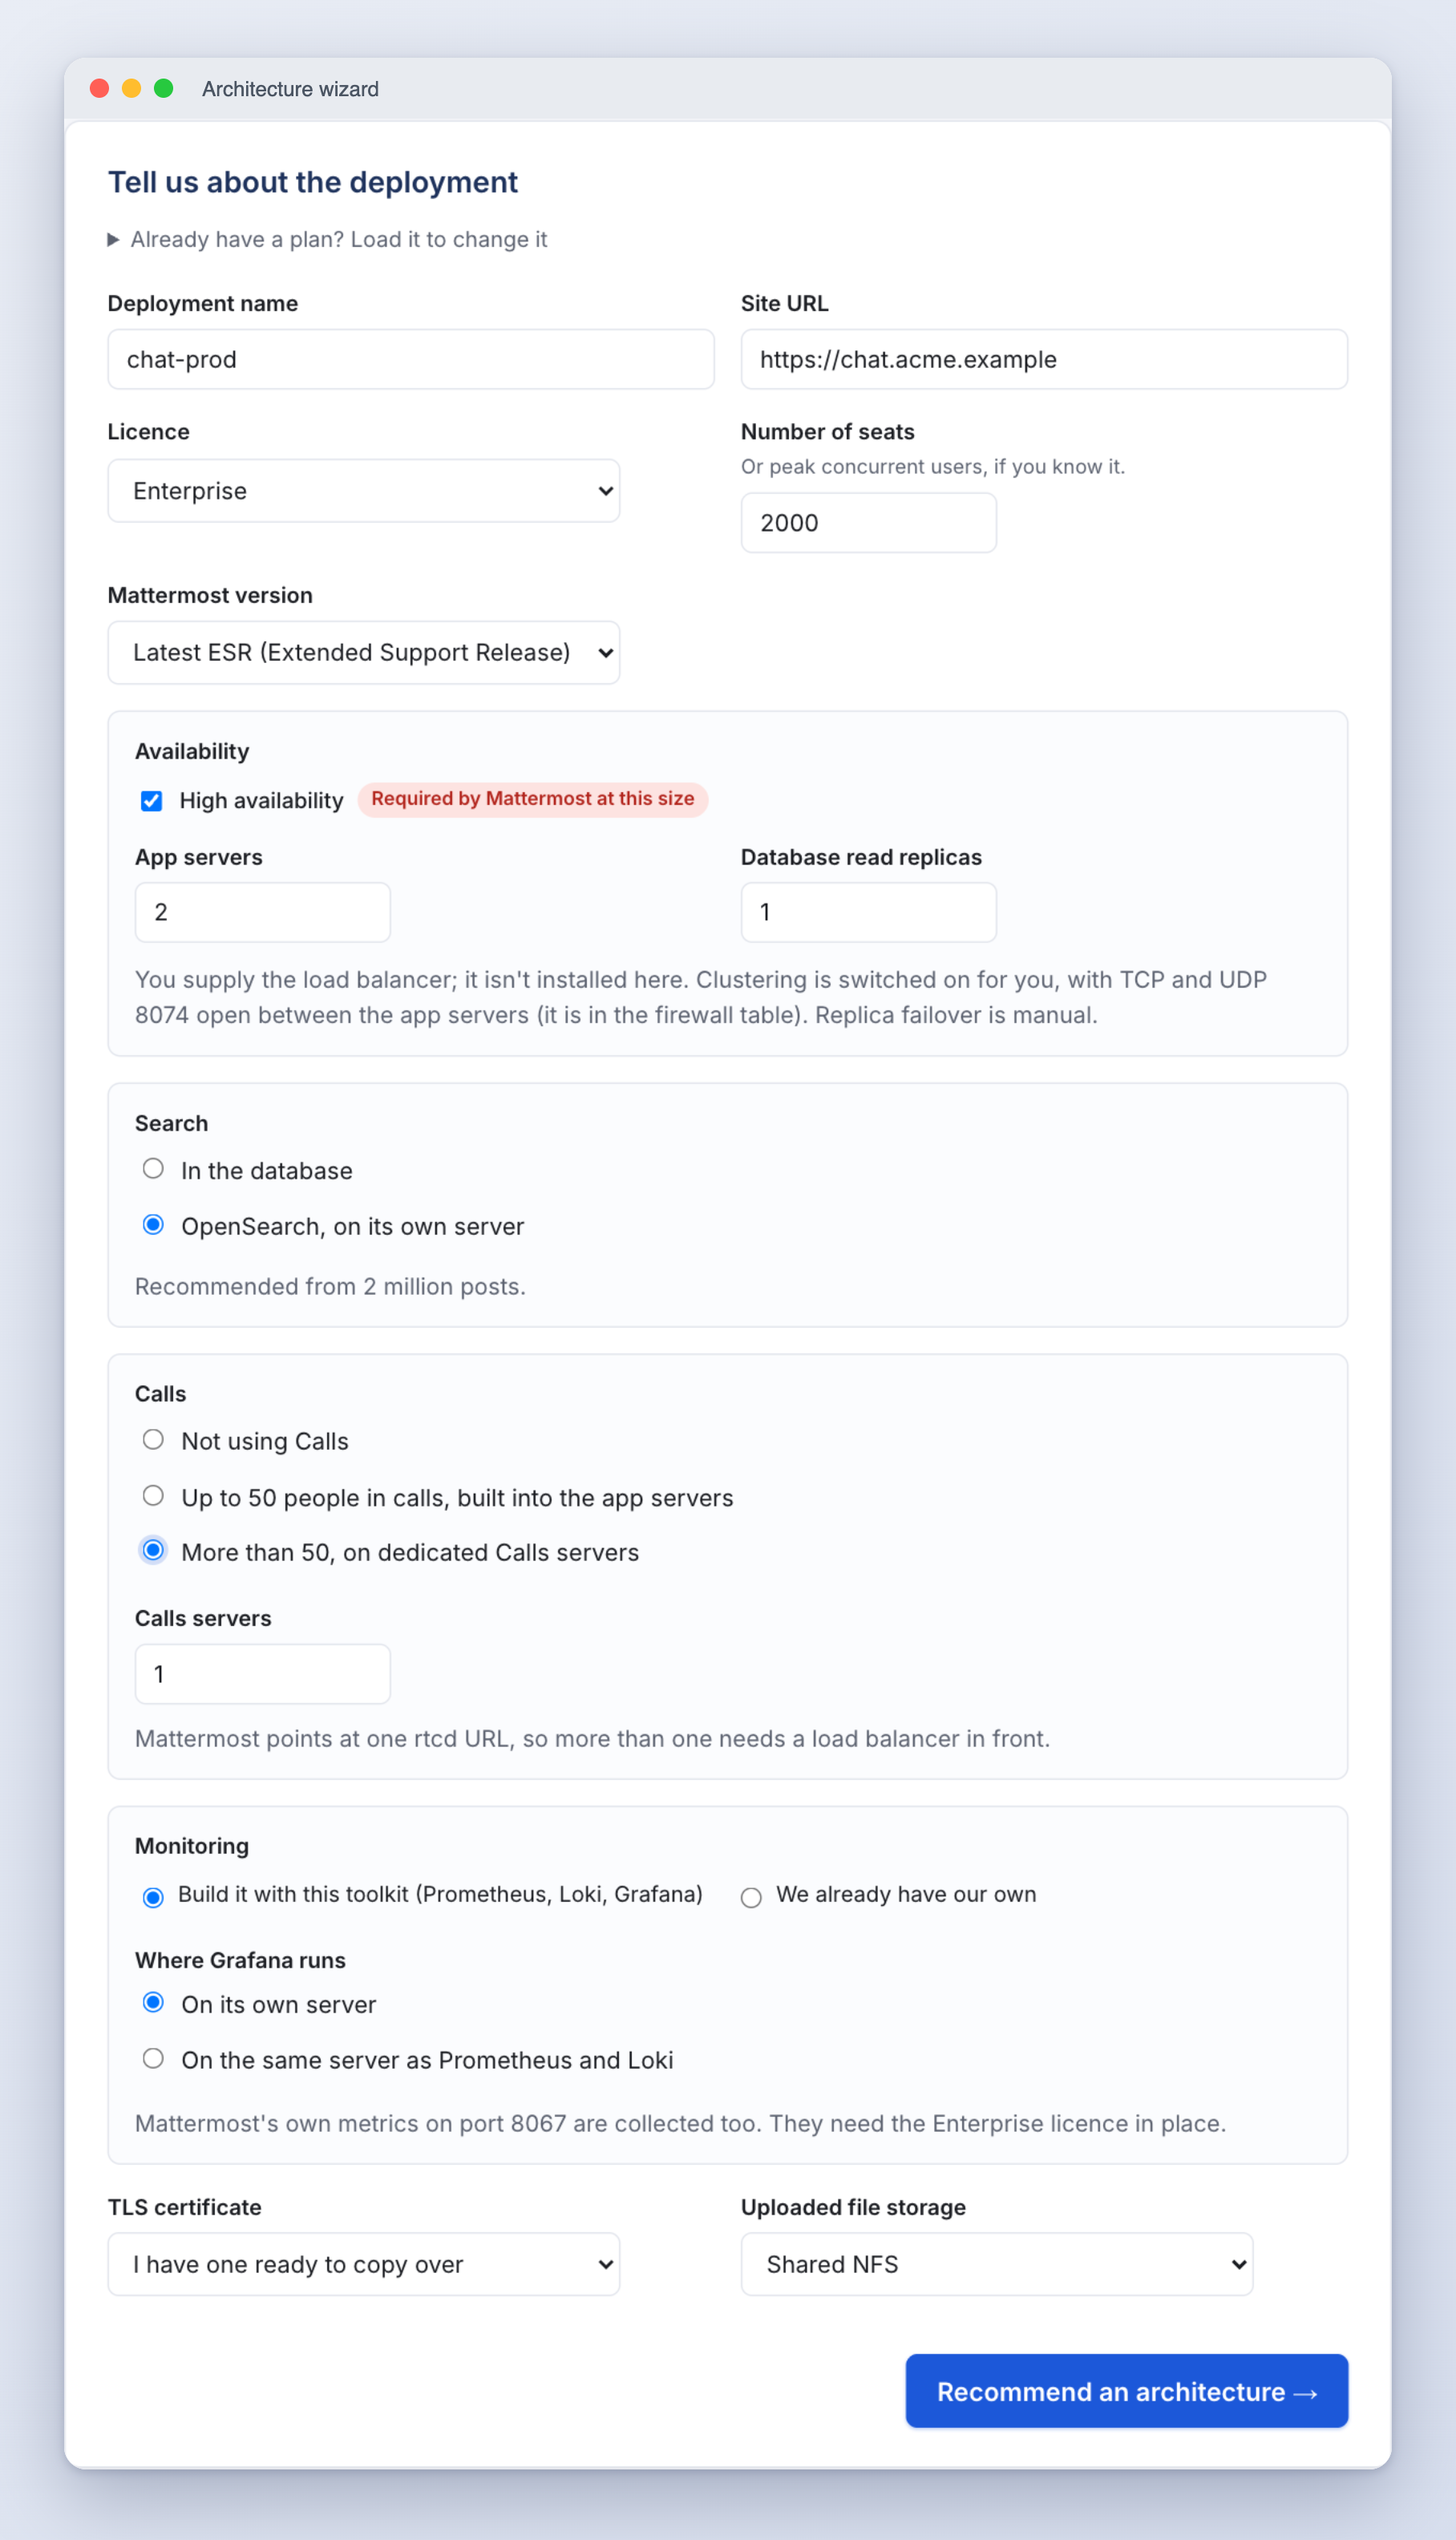 Architecture wizard
Tell us about the deployment
Already have a plan? Load it to change it
Deployment name
chat-prod
Site URL
https://chat.acme.example
Licence
Enterprise
Number of seats
Or peak concurrent users, if you know it.
2000
Mattermost version
Latest ESR (Extended Support Release)
Availability
High availability
Required by Mattermost at this size
App servers
2
Database read replicas
1
You supply the load balancer; it isn't installed here. Clustering is switched on for you, with TCP and UDP
8074 open between the app servers (it is in the firewall table). Replica failover is manual.
Search
In the database
OpenSearch, on its own server
Recommended from 2 million posts.
Calls
Not using Calls
Up to 50 people in calls, built into the app servers
More than 50, on dedicated Calls servers
Calls servers
1
Mattermost points at one rtcd URL, so more than one needs a load balancer in front.
Monitoring
Build it with this toolkit (Prometheus, Loki, Grafana)
We already have our own
Where Grafana runs
On its own server
On the same server as Prometheus and Loki
Mattermost's own metrics on port 8067 are collected too. They need the Enterprise licence in place.
TLS certificate
I have one ready to copy over
Uploaded file storage
Shared NFS
Recommend an architecture →